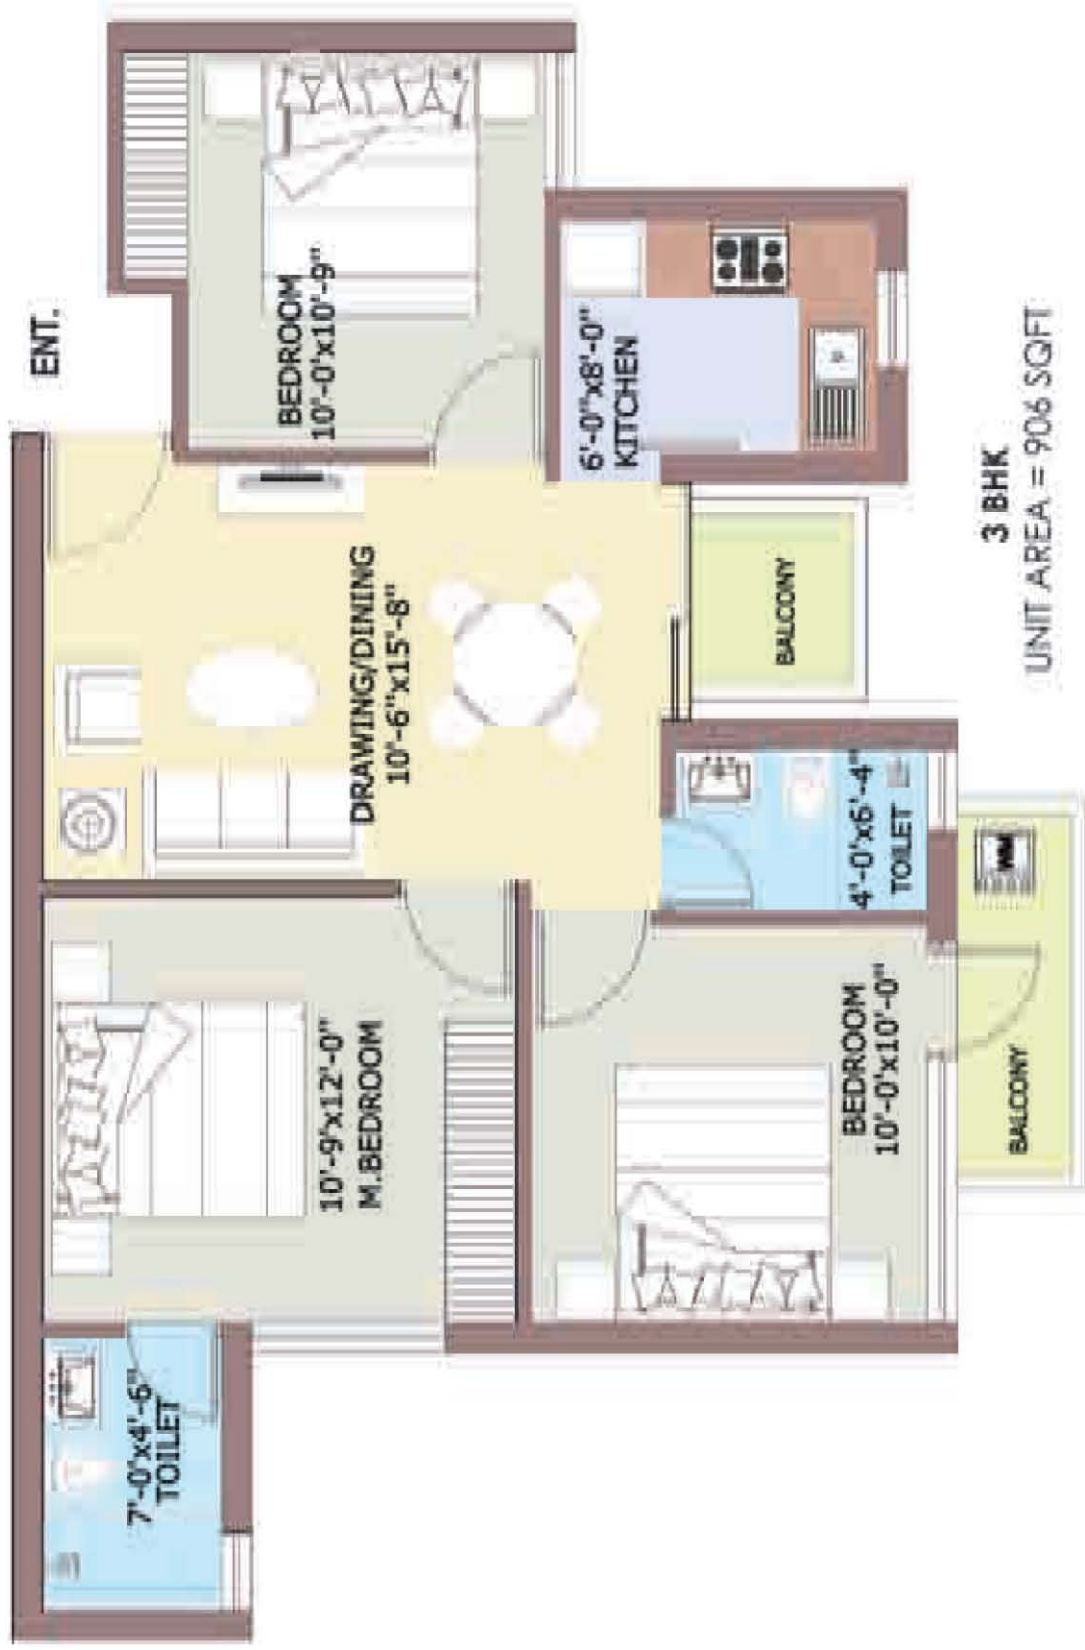 ENT.
BEDROOM
10'-0"x10'-9"
6'-0"x8'-0"
KITCHEN
DRAWING/DINING
10'-6"x15'-8"
BALCONY
4'-0'x6'-4"
TOILET
WM
10'-9'x12'-0"
M.BEDROOM
BEDROOM
10'-0'x10'-0"
BALCONY
7'-0'x4'-6"
TOILET
3 BHK
UNIT AREA = 906 SQFT